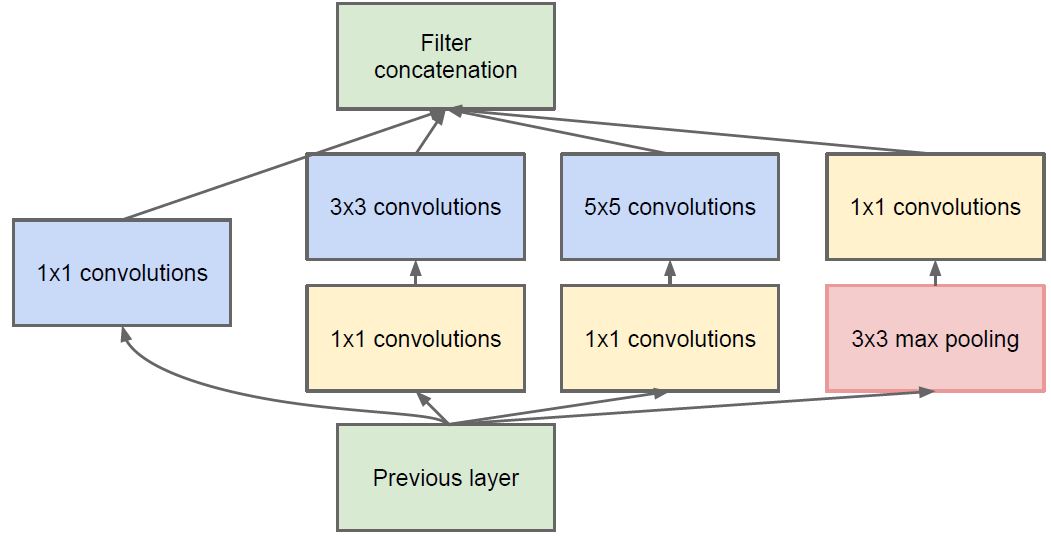 Filter
concatenation
3x3 convolutions
5x5 convolutions
1x1 convolutions
1x1 convolutions
1x1 convolutions
1x1 convolutions
3x3 max pooling
Previous layer